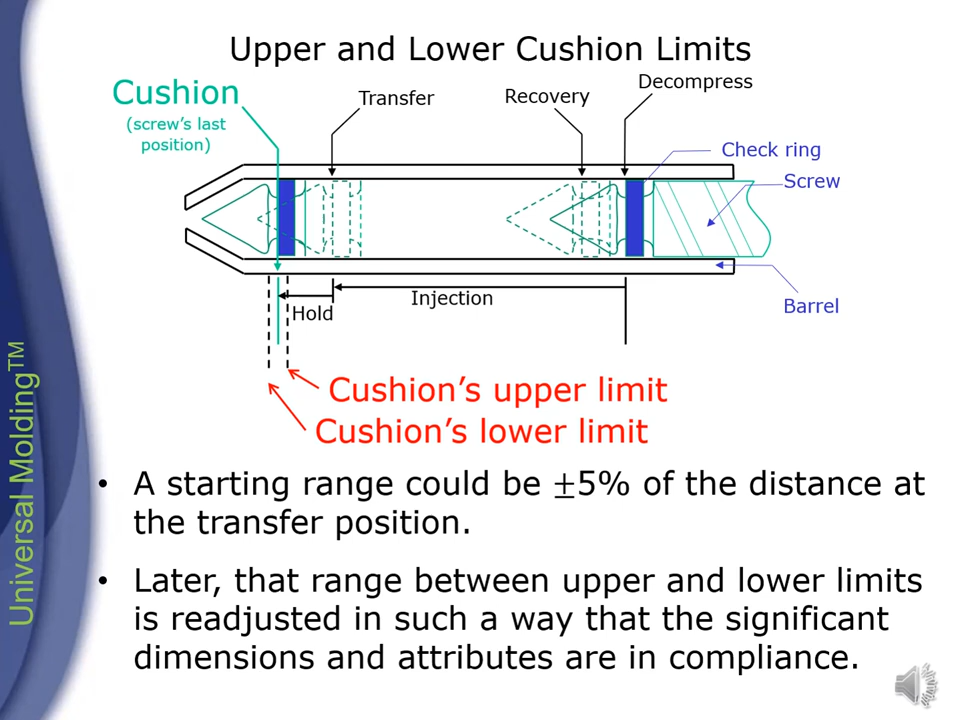 Upper and Lower Cushion Limits
Cushion
(screw's last
position)
Transfer
Recovery
Decompress
Check ring
Screw
Injection
Hold
Barrel
Cushion's upper limit
Cushion's lower limit
• A starting range could be ±5% of the distance at
the transfer position.
• Later, that range between upper and lower limits
is readjusted in such a way that the significant
dimensions and attributes are in compliance.
Universal Molding™